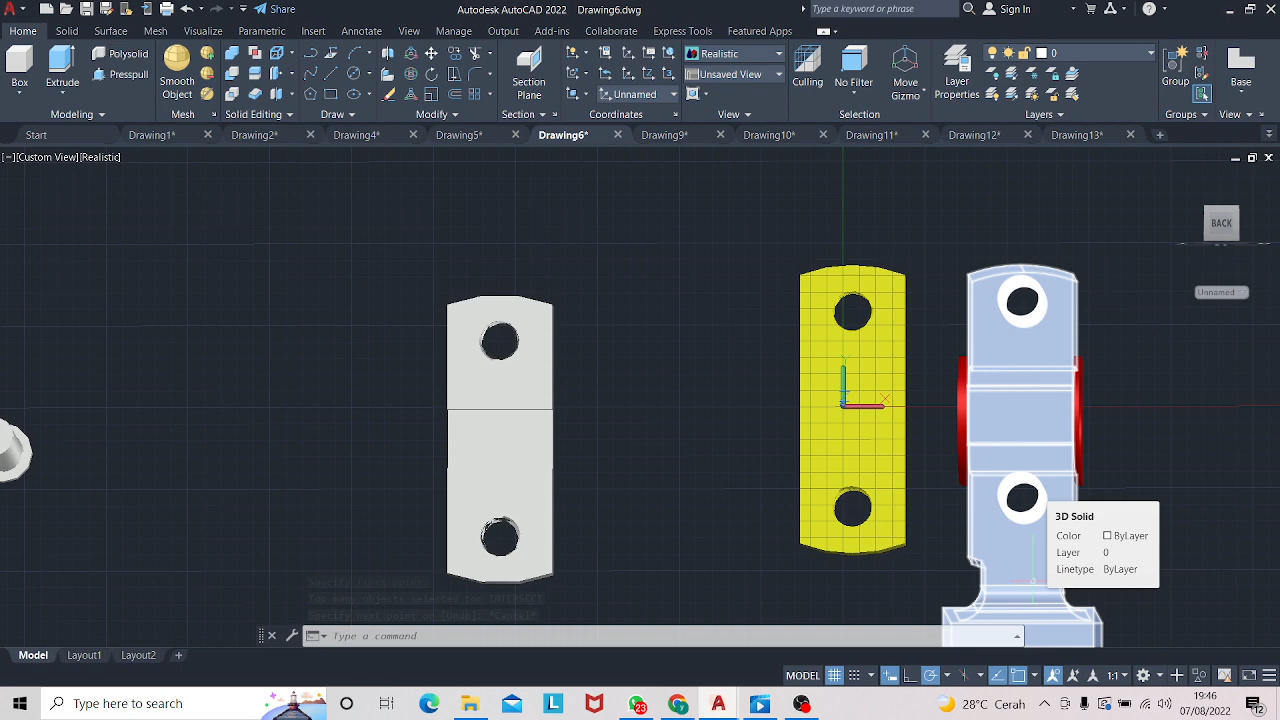 Share
Autodesk AutoCAD 2022 Drawing6.dwg
Type a keyword or phrase
Sign In
Home Solid Surface Mesh Visualize Parametric Insert Annotate View Manage Output Add-ins Collaborate Express Tools Featured Apps
Box
Extrude
Polysolid
Presspull
Smooth
Object
Section
Plane
Realistic
Unsaved View
Unnamed
Culling
No Filter
Move
Gizmo
Layer
Properties
0
Group
Base
Modeling
Mesh
Solid Editing
Draw
Modify
Section
Coordinates
View
Layers
Groups
View
Start Drawing1* Drawing2* Drawing4* Drawing5* Drawing6* Drawing9* Drawing10* Drawing11* Drawing12* Drawing13*
[−][Custom View][Realistic]
BACK
Unnamed
Y
X
3D Solid
Color ByLayer
Layer 0
Linetype ByLayer
Type a command
Model Layout1 Layout2
MODEL
1:1
Type here to search
L
23
A
28°C Cerah
19:46
07/08/2022
12